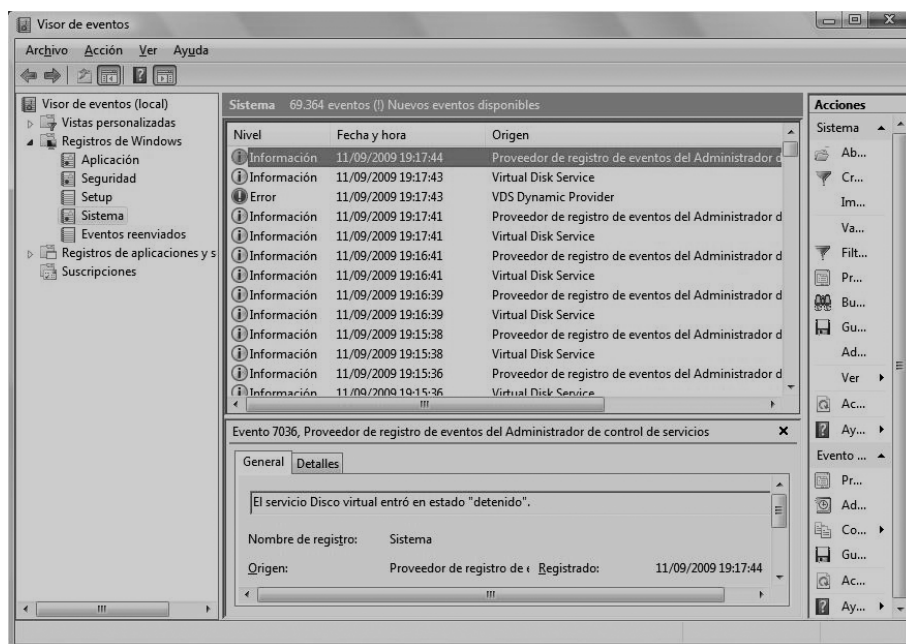 Visor de eventos
Archivo Acción Ver Ayuda
Visor de eventos (local)
Vistas personalizadas
Registros de Windows
Aplicación
Seguridad
Setup
Sistema
Eventos reenviados
Registros de aplicaciones y s
Suscripciones
Sistema 69.364 eventos (!) Nuevos eventos disponibles
Nivel Fecha y hora Origen
Información 11/09/2009 19:17:44 Proveedor de registro de eventos del Administrador d
Información 11/09/2009 19:17:43 Virtual Disk Service
Error 11/09/2009 19:17:43 VDS Dynamic Provider
Información 11/09/2009 19:17:41 Proveedor de registro de eventos del Administrador d
Información 11/09/2009 19:17:41 Virtual Disk Service
Información 11/09/2009 19:16:41 Proveedor de registro de eventos del Administrador d
Información 11/09/2009 19:16:41 Virtual Disk Service
Información 11/09/2009 19:16:39 Proveedor de registro de eventos del Administrador d
Información 11/09/2009 19:16:39 Virtual Disk Service
Información 11/09/2009 19:15:38 Proveedor de registro de eventos del Administrador d
Información 11/09/2009 19:15:38 Virtual Disk Service
Información 11/09/2009 19:15:36 Proveedor de registro de eventos del Administrador d
Información 11/09/2009 19:15:36 Virtual Disk Service
Evento 7036, Proveedor de registro de eventos del Administrador de control de servicios
General Detalles
El servicio Disco virtual entró en estado "detenido".
Nombre de registro: Sistema
Origen: Proveedor de registro de Registrado: 11/09/2009 19:17:44
Acciones
Sistema
Ab...
Cr...
Im...
Va...
Filt...
Pr...
Bu...
Gu...
Ad...
Ver
Ac...
Ay...
Evento ...
Pr...
Ad...
Co...
Gu...
Ac...
Ay...